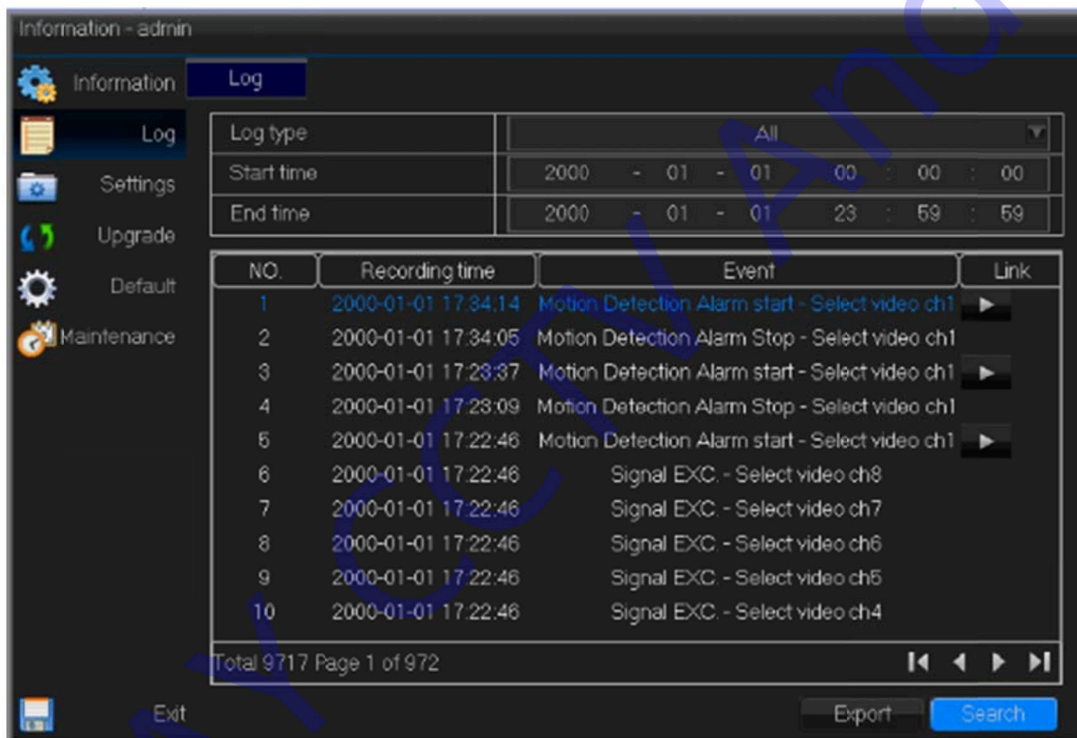 Information - admin
Information
Log
Log
Settings
Upgrade
Default
Maintenance
Exit
Log type All
Start time 2000 - 01 - 01 00 : 00 : 00
End time 2000 - 01 - 01 23 : 59 : 59
NO. Recording time Event Link
1 2000-01-01 17:34:14 Motion Detection Alarm start - Select video ch1
2 2000-01-01 17:34:05 Motion Detection Alarm Stop - Select video ch1
3 2000-01-01 17:23:37 Motion Detection Alarm start - Select video ch1
4 2000-01-01 17:23:09 Motion Detection Alarm Stop - Select video ch1
5 2000-01-01 17:22:46 Motion Detection Alarm start - Select video ch1
6 2000-01-01 17:22:46 Signal EXC. - Select video ch8
7 2000-01-01 17:22:46 Signal EXC. - Select video ch7
8 2000-01-01 17:22:46 Signal EXC. - Select video ch6
9 2000-01-01 17:22:46 Signal EXC. - Select video ch5
10 2000-01-01 17:22:46 Signal EXC. - Select video ch4
Total 9717 Page 1 of 972
Export Search
CCTV